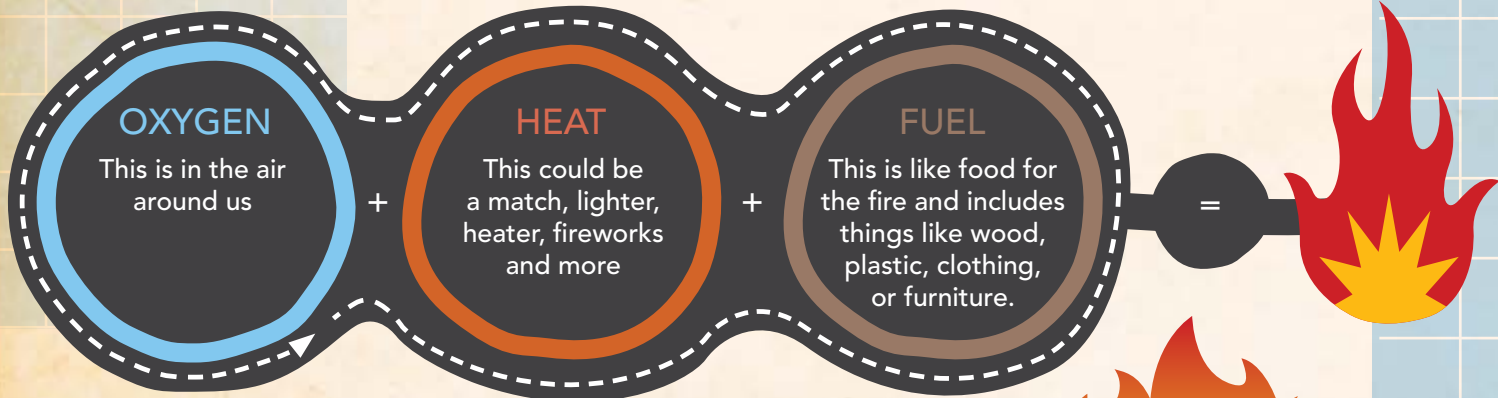 OXYGEN
This is in the air
around us
+
HEAT
This could be
a match, lighter,
heater, fireworks
and more
+
FUEL
This is like food for
the fire and includes
things like wood,
plastic, clothing,
or furniture.
=